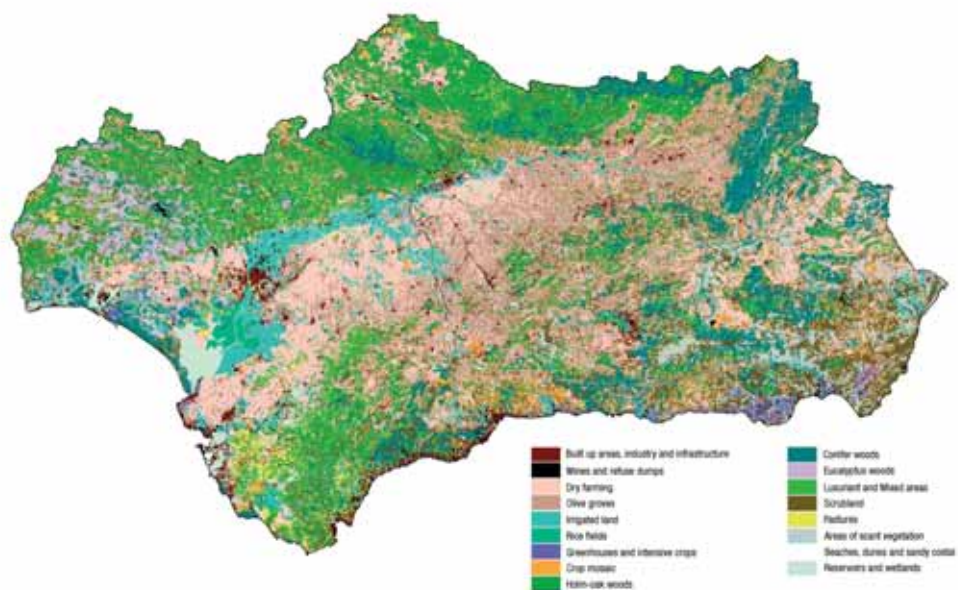 Built up areas, industry and infrastructure
Mines and refuse dumps
Dry farming
Olive groves
Irrigated land
Rice fields
Greenhouses and intensive crops
Crop mosaic
Holm-oak woods
Conifer woods
Eucalyptus woods
Luxuriant and Mixed areas
Scrubland
Pastures
Areas of scant vegetation
Beaches, dunes and sandy costal
Reservoirs and wetlands